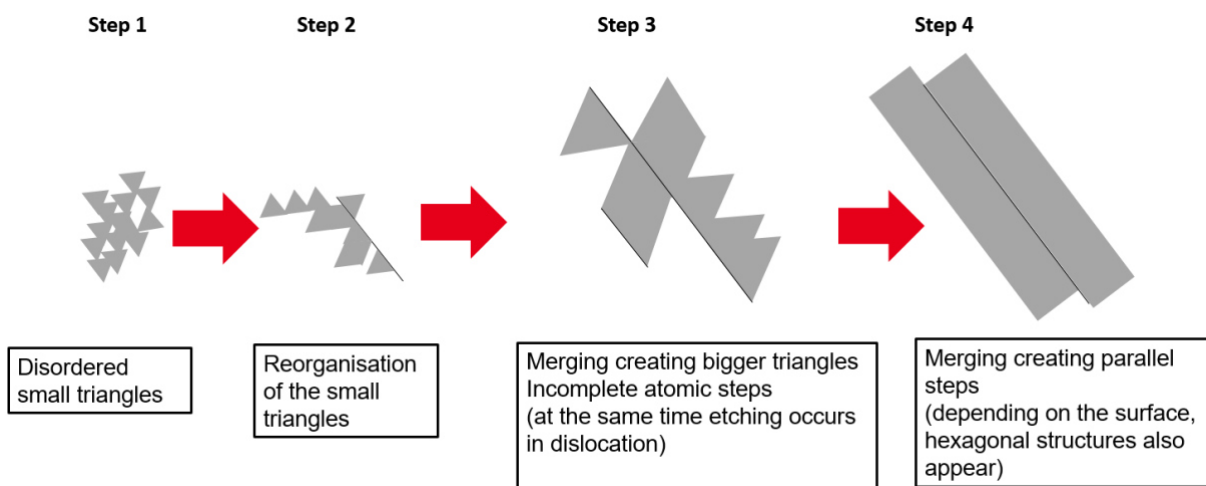 Step 1
Step 2
Step 3
Step 4
Disordered
small triangles
Reorganisation
of the small
triangles
Merging creating bigger triangles
Incomplete atomic steps
(at the same time etching occurs
in dislocation)
Merging creating parallel
steps
(depending on the surface,
hexagonal structures also
appear)